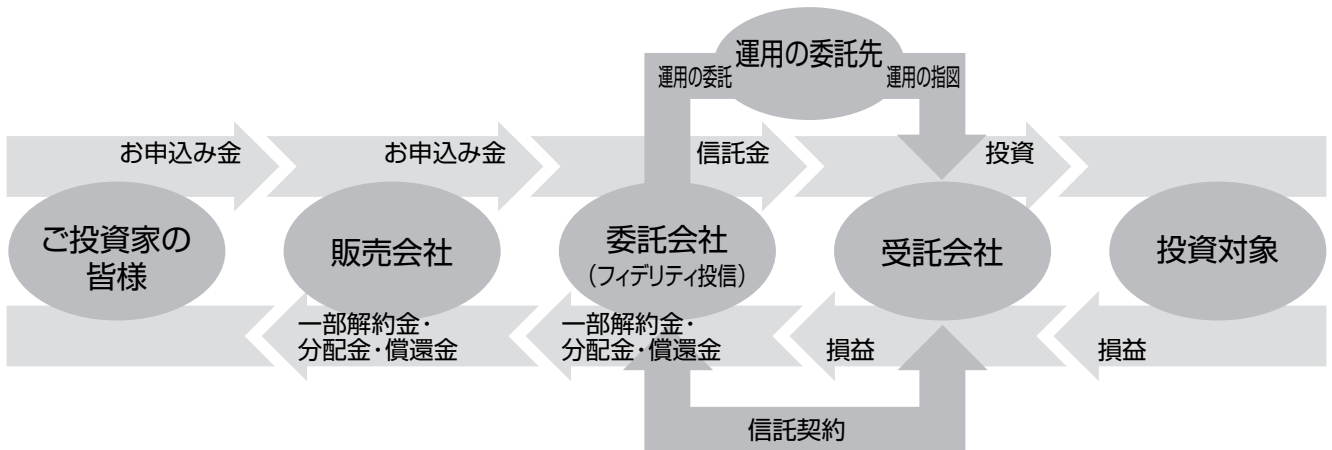 運用の委託先
運用の委託
運用の指図
お申込み金
お申込み金
信託金
投資
ご投資家の
皆様
販売会社
委託会社
（フィデリティ投信）
受託会社
投資対象
一部解約金・
分配金・償還金
一部解約金・
分配金・償還金
損益
損益
信託契約